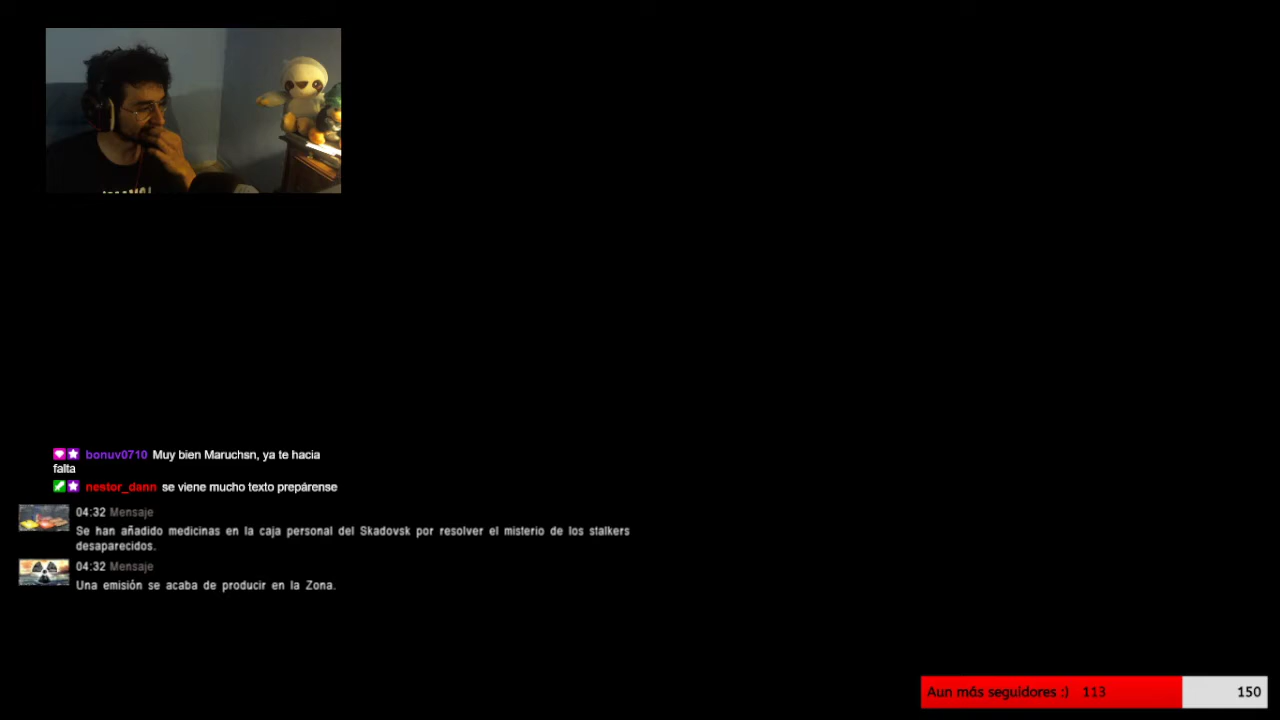 bonuv0710 Muy bien Maruchsn, ya te hacia
falta
nestor_dann se viene mucho texto prepárense
04:32 Mensaje
Se han añadido medicinas en la caja personal del Skadovsk por resolver el misterio de los stalkers
desaparecidos.
04:32 Mensaje
Una emisión se acaba de producir en la Zona.
Aun más seguidores :) 113 150